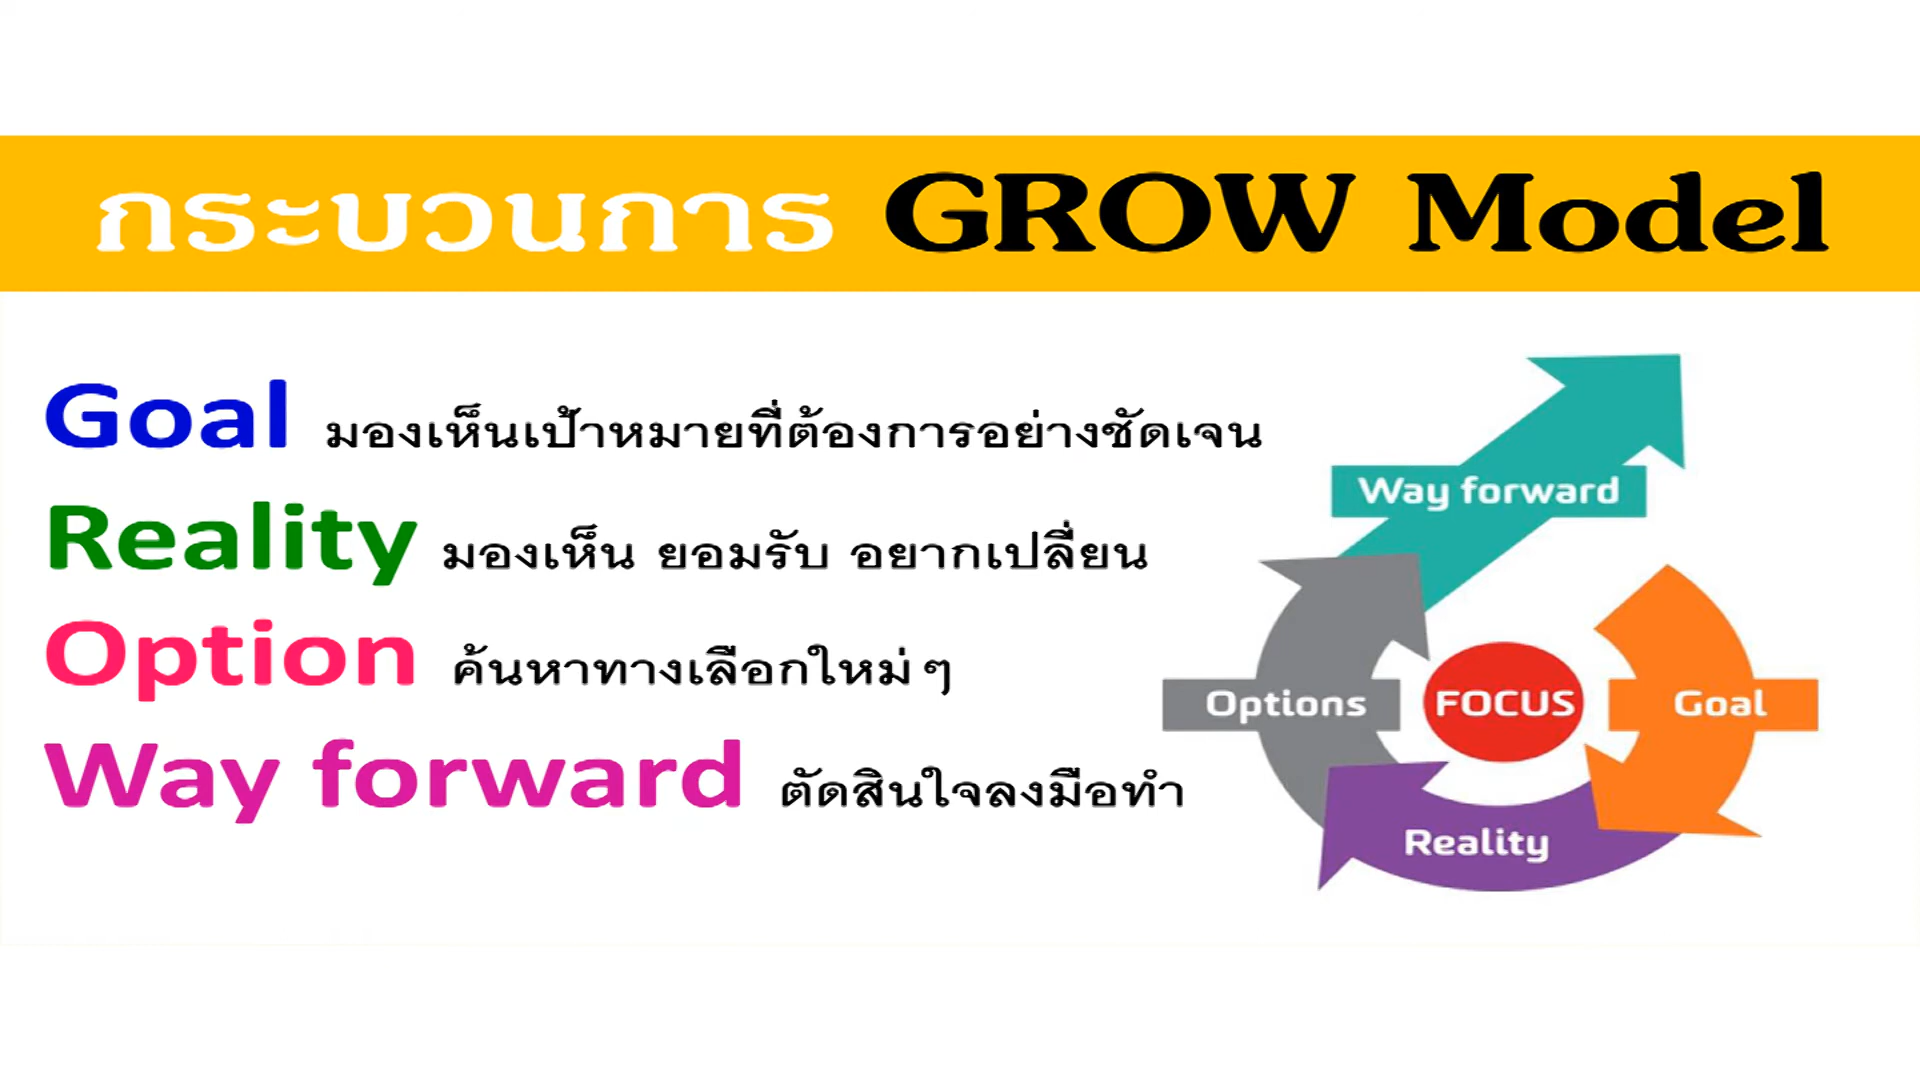 กระบวนการ GROW Model
Goal มองเห็นเป้าหมายที่ต้องการอย่างชัดเจน
Reality มองเห็น ยอมรับ อยากเปลี่ยน
Option ค้นหาทางเลือกใหม่ๆ
Way forward ตัดสินใจลงมือทำ
Way forward
Options
FOCUS
Goal
Reality